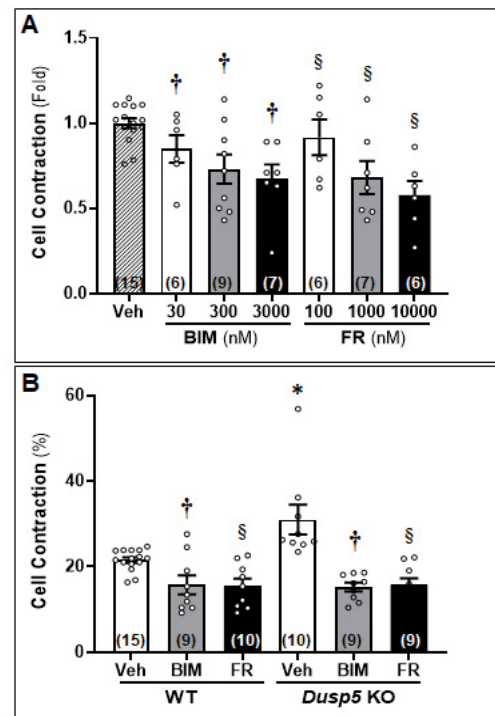 A
Cell Contraction (Fold)
1.5
1.0
0.5
0.0
† † † § § §
(15) (6) (9) (7) (6) (7) (6)
Veh 30 300 3000 100 1000 10000
BIM (nM) FR (nM)
B
Cell Contraction (%)
60
40
20
0
† § * † §
(15) (9) (10) (10) (9) (9)
Veh BIM FR Veh BIM FR
WT Dusp5 KO